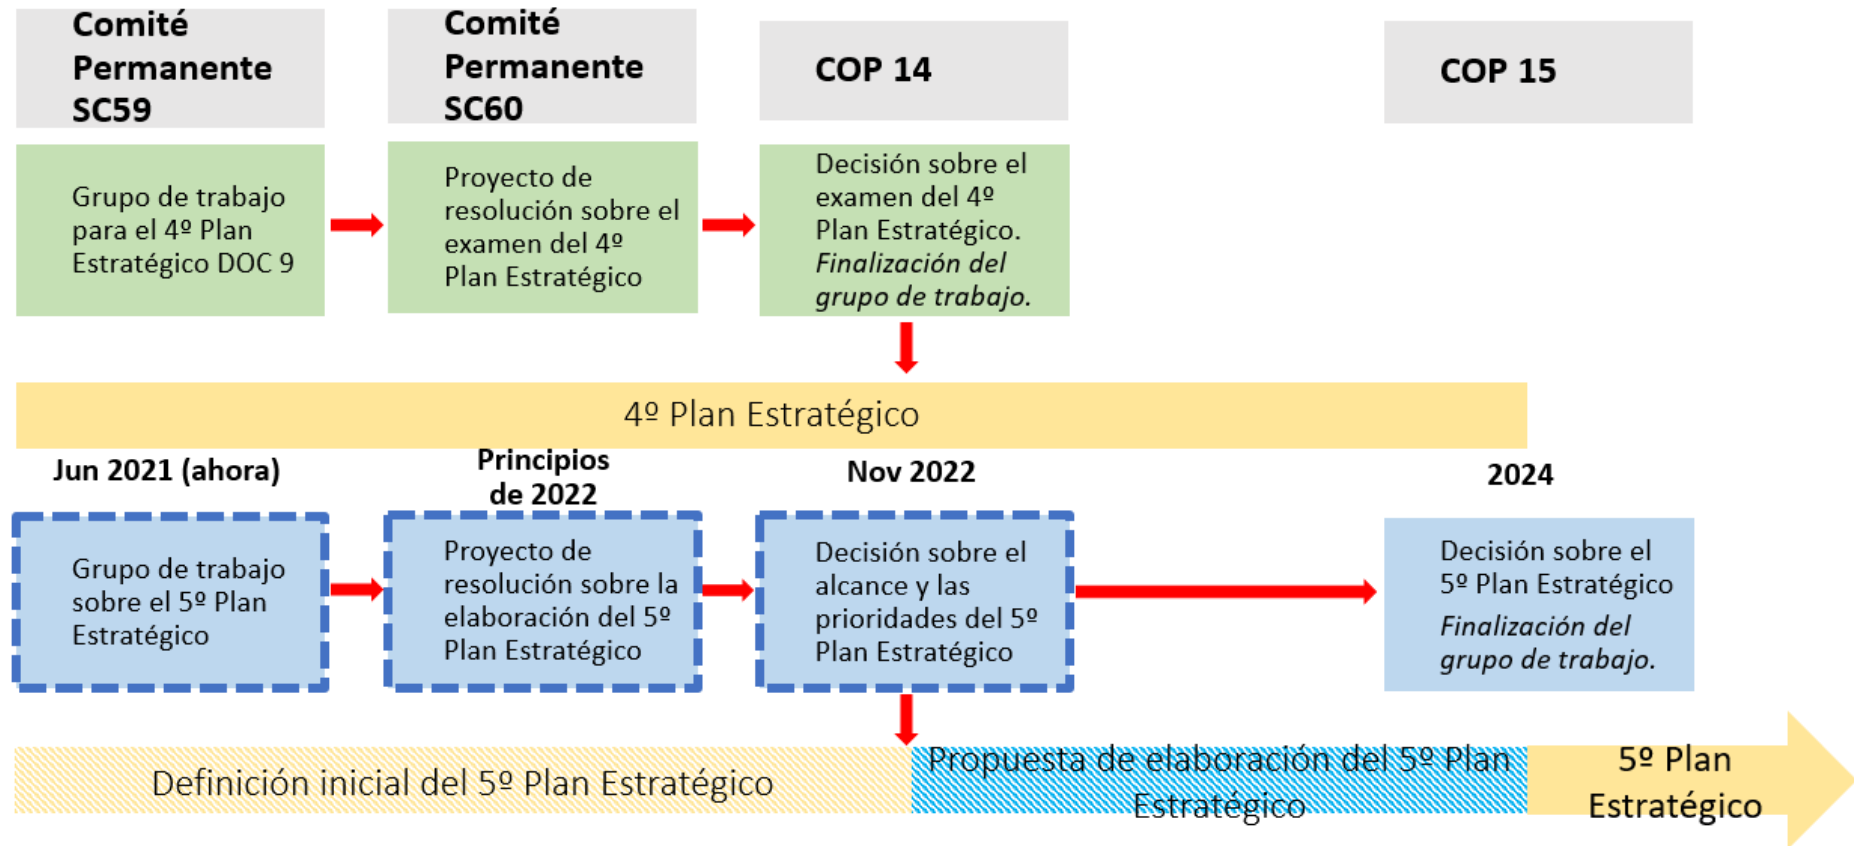 Comité
Permanente
SC59
Comité
Permanente
SC60
COP 14
COP 15
Grupo de trabajo
para el 4º Plan
Estratégico DOC 9
Proyecto de
resolución sobre el
examen del 4º
Plan Estratégico
Decisión sobre el
examen del 4º
Plan Estratégico.
Finalización del
grupo de trabajo.
4º Plan Estratégico
Jun 2021 (ahora)
Principios
de 2022
Nov 2022
2024
Grupo de trabajo
sobre el 5º Plan
Estratégico
Proyecto de
resolución sobre la
elaboración del 5º
Plan Estratégico
Decisión sobre el
alcance y las
prioridades del 5º
Plan Estratégico
Decisión sobre el
5º Plan Estratégico
Finalización del
grupo de trabajo.
Definición inicial del 5º Plan Estratégico
Propuesta de elaboración del 5º Plan
Estratégico
5º Plan
Estratégico